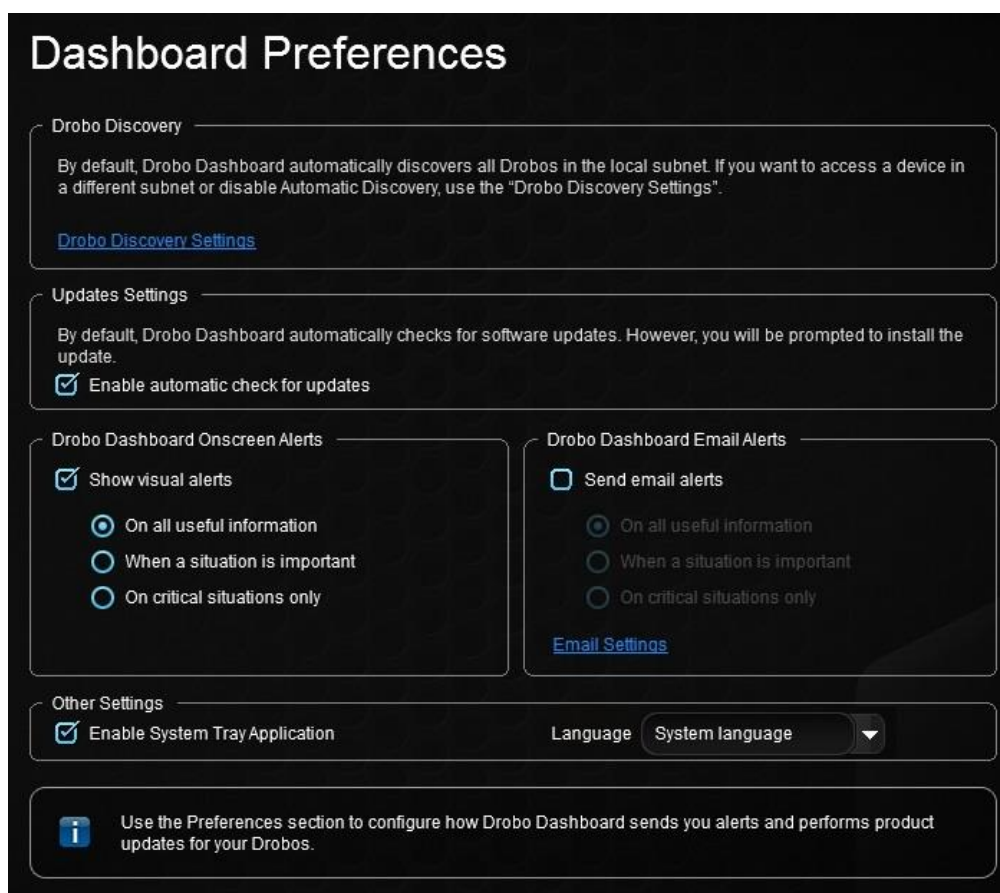 Dashboard Preferences
Drobo Discovery
By default, Drobo Dashboard automatically discovers all Drobos in the local subnet. If you want to access a device in
a different subnet or disable Automatic Discovery, use the “Drobo Discovery Settings”.
Drobo Discovery Settings
Updates Settings
By default, Drobo Dashboard automatically checks for software updates. However, you will be prompted to install the
update.
Enable automatic check for updates
Drobo Dashboard Onscreen Alerts
Show visual alerts
On all useful information
When a situation is important
On critical situations only
Drobo Dashboard Email Alerts
Send email alerts
On all useful information
When a situation is important
On critical situations only
Email Settings
Other Settings
Enable System Tray Application
Language System language
Use the Preferences section to configure how Drobo Dashboard sends you alerts and performs product
updates for your Drobos.